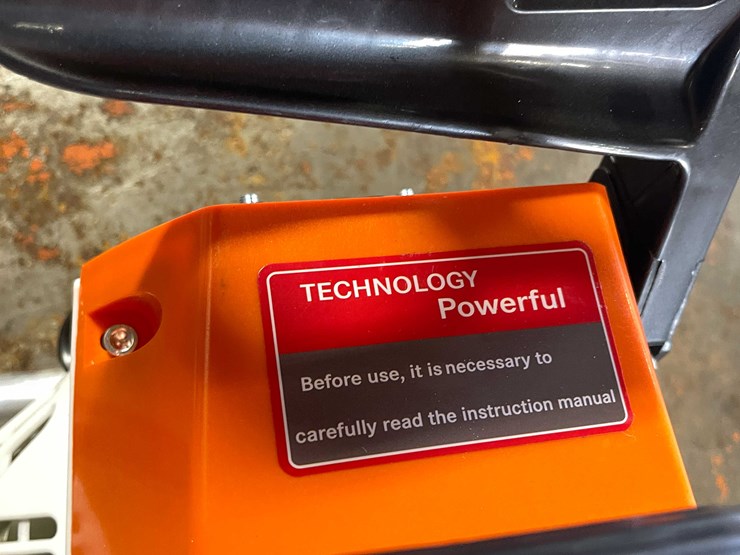 TECHNOLOGY
Powerful
Before use, it is necessary to
carefully read the instruction manual